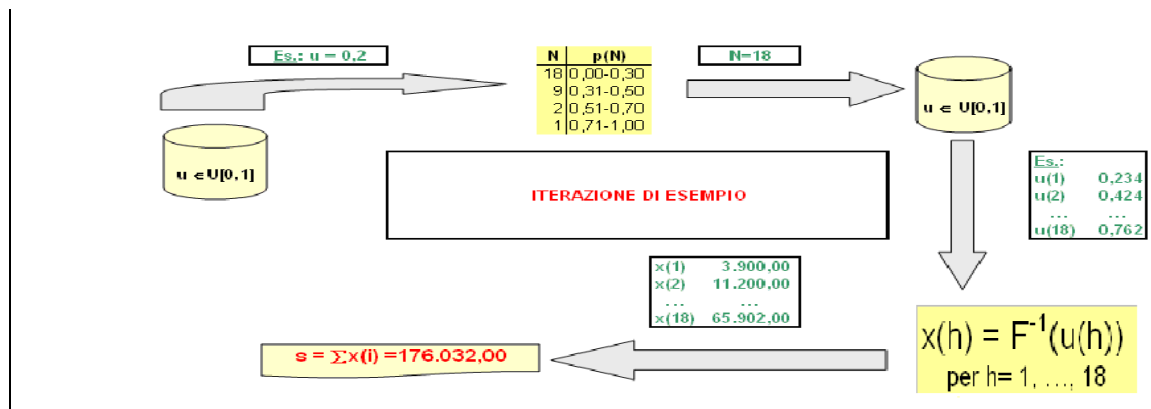 Es.: u = 0,2
N p(N)
18 0,00-0,30
9 0,31-0,50
2 0,51-0,70
1 0,71-1,00
N=18
u ∈ U[0,1]
u ∈U[0,1]
Es.:
u(1) 0,234
u(2) 0,424
... ...
u(18) 0,762
ITERAZIONE DI ESEMPIO
x(1) 3.900,00
x(2) 11.200,00
... ...
x(18) 65.902,00
x(h) = F⁻¹(u(h))
per h= 1, ..., 18
s = ∑x(i) =176.032,00